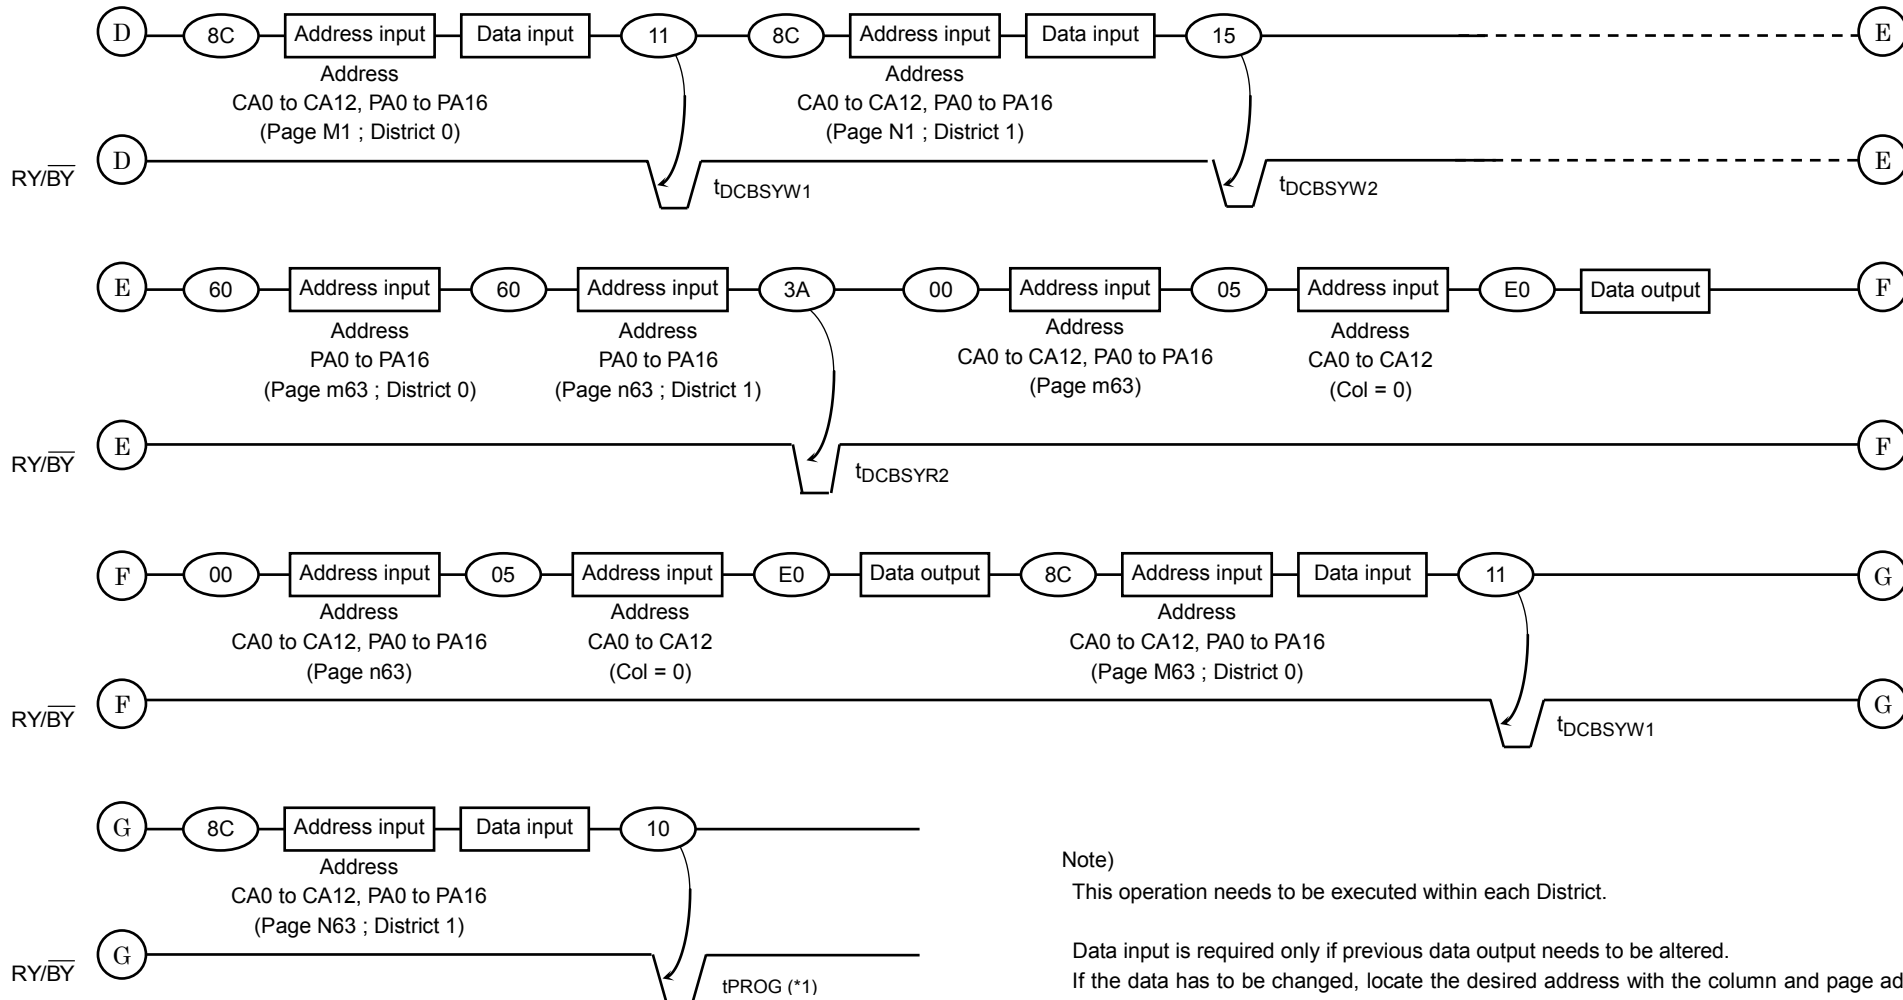 D 8C Address input Data input 11 8C Address input Data input 15 E
Address Address
CA0 to CA12, PA0 to PA16 CA0 to CA12, PA0 to PA16
(Page M1 ; District 0) (Page N1 ; District 1)
RY/BY D E
tDCBSYW1 tDCBSYW2
E 60 Address input 60 Address input 3A 00 Address input 05 Address input E0 Data output F
Address Address Address Address
PA0 to PA16 PA0 to PA16 CA0 to CA12, PA0 to PA16 CA0 to CA12
(Page m63 ; District 0) (Page n63 ; District 1) (Page m63) (Col = 0)
RY/BY E F
tDCBSYR2
F 00 Address input 05 Address input E0 Data output 8C Address input Data input 11 G
Address Address Address
CA0 to CA12, PA0 to PA16 CA0 to CA12 CA0 to CA12, PA0 to PA16
(Page n63) (Col = 0) (Page M63 ; District 0)
RY/BY F G
tDCBSYW1
G 8C Address input Data input 10
Address
CA0 to CA12, PA0 to PA16
(Page N63 ; District 1)
RY/BY G
tPROG (*1)
Note)
This operation needs to be executed within each District.
Data input is required only if previous data output needs to be altered.
If the data has to be changed, locate the desired address with the column and page